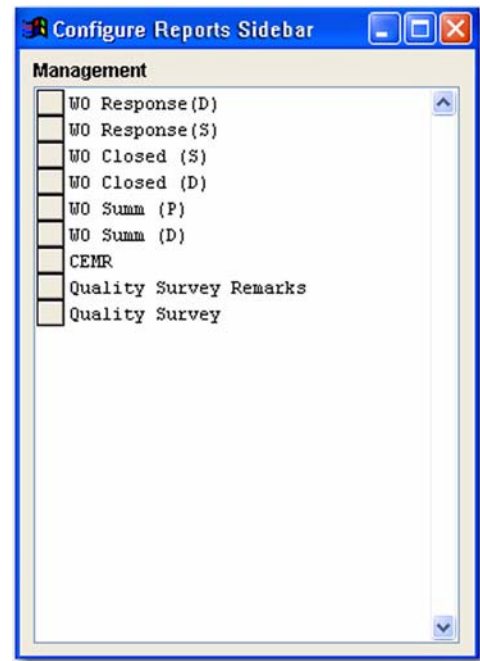 Configure Reports Sidebar
Management
WO Response(D)
WO Response(S)
WO Closed (S)
WO Closed (D)
WO Summ (P)
WO Summ (D)
CEMR
Quality Survey Remarks
Quality Survey